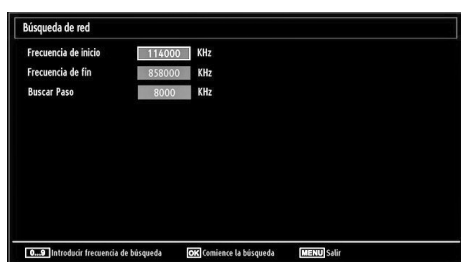 Búsqueda de red
Frecuencia de inicio 114000 KHz
Frecuencia de fin 858000 KHz
Buscar Paso 8000 KHz
0...9 Introducir frecuencia de búsqueda OK Comience la búsqueda MENU Salir